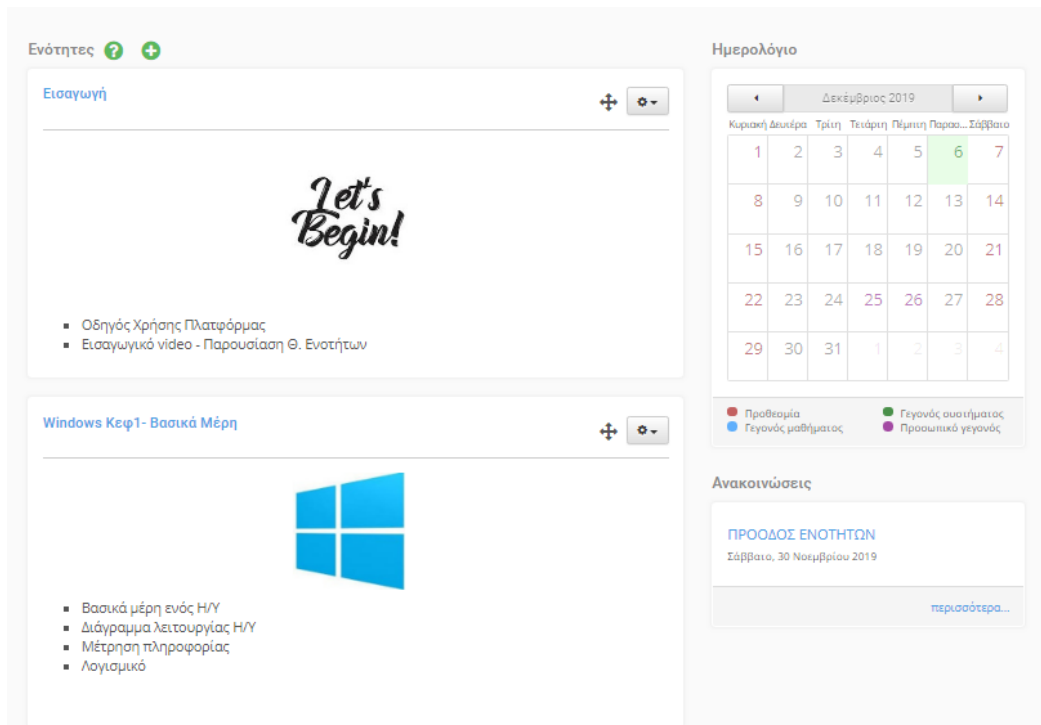 Ενότητες
Εισαγωγή
Let's
Begin!
Οδηγός Χρήσης Πλατφόρμας
Εισαγωγικό video - Παρουσίαση Θ. Ενοτήτων
Windows Κεφ1- Βασικά Μέρη
Βασικά μέρη ενός Η/Υ
Διάγραμμα λειτουργίας Η/Υ
Μέτρηση πληροφορίας
Λογισμικό
Ημερολόγιο
Δεκέμβριος 2019
Κυριακή Δευτέρα Τρίτη Τετάρτη Πέμπτη Παρασ... Σάββατο
1 2 3 4 5 6 7
8 9 10 11 12 13 14
15 16 17 18 19 20 21
22 23 24 25 26 27 28
29 30 31 1 2 3 4
Προθεσμία Γεγονός συστήματος
Γεγονός μαθήματος Προσωπικό γεγονός
Ανακοινώσεις
ΠΡΟΟΔΟΣ ΕΝΟΤΗΤΩΝ
Σάββατο, 30 Νοεμβρίου 2019
περισσότερα...